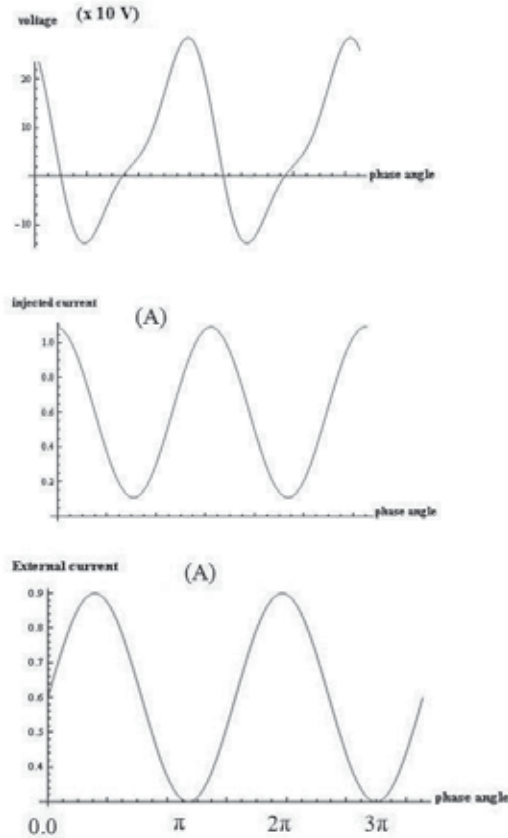 voltage (x 10 V)
20
10
phase angle
−10
injected current (A)
1.0
0.8
0.6
0.4
0.2
phase angle
External current (A)
0.9
0.8
0.7
0.6
0.5
0.4
phase angle
0.0 π 2π 3π